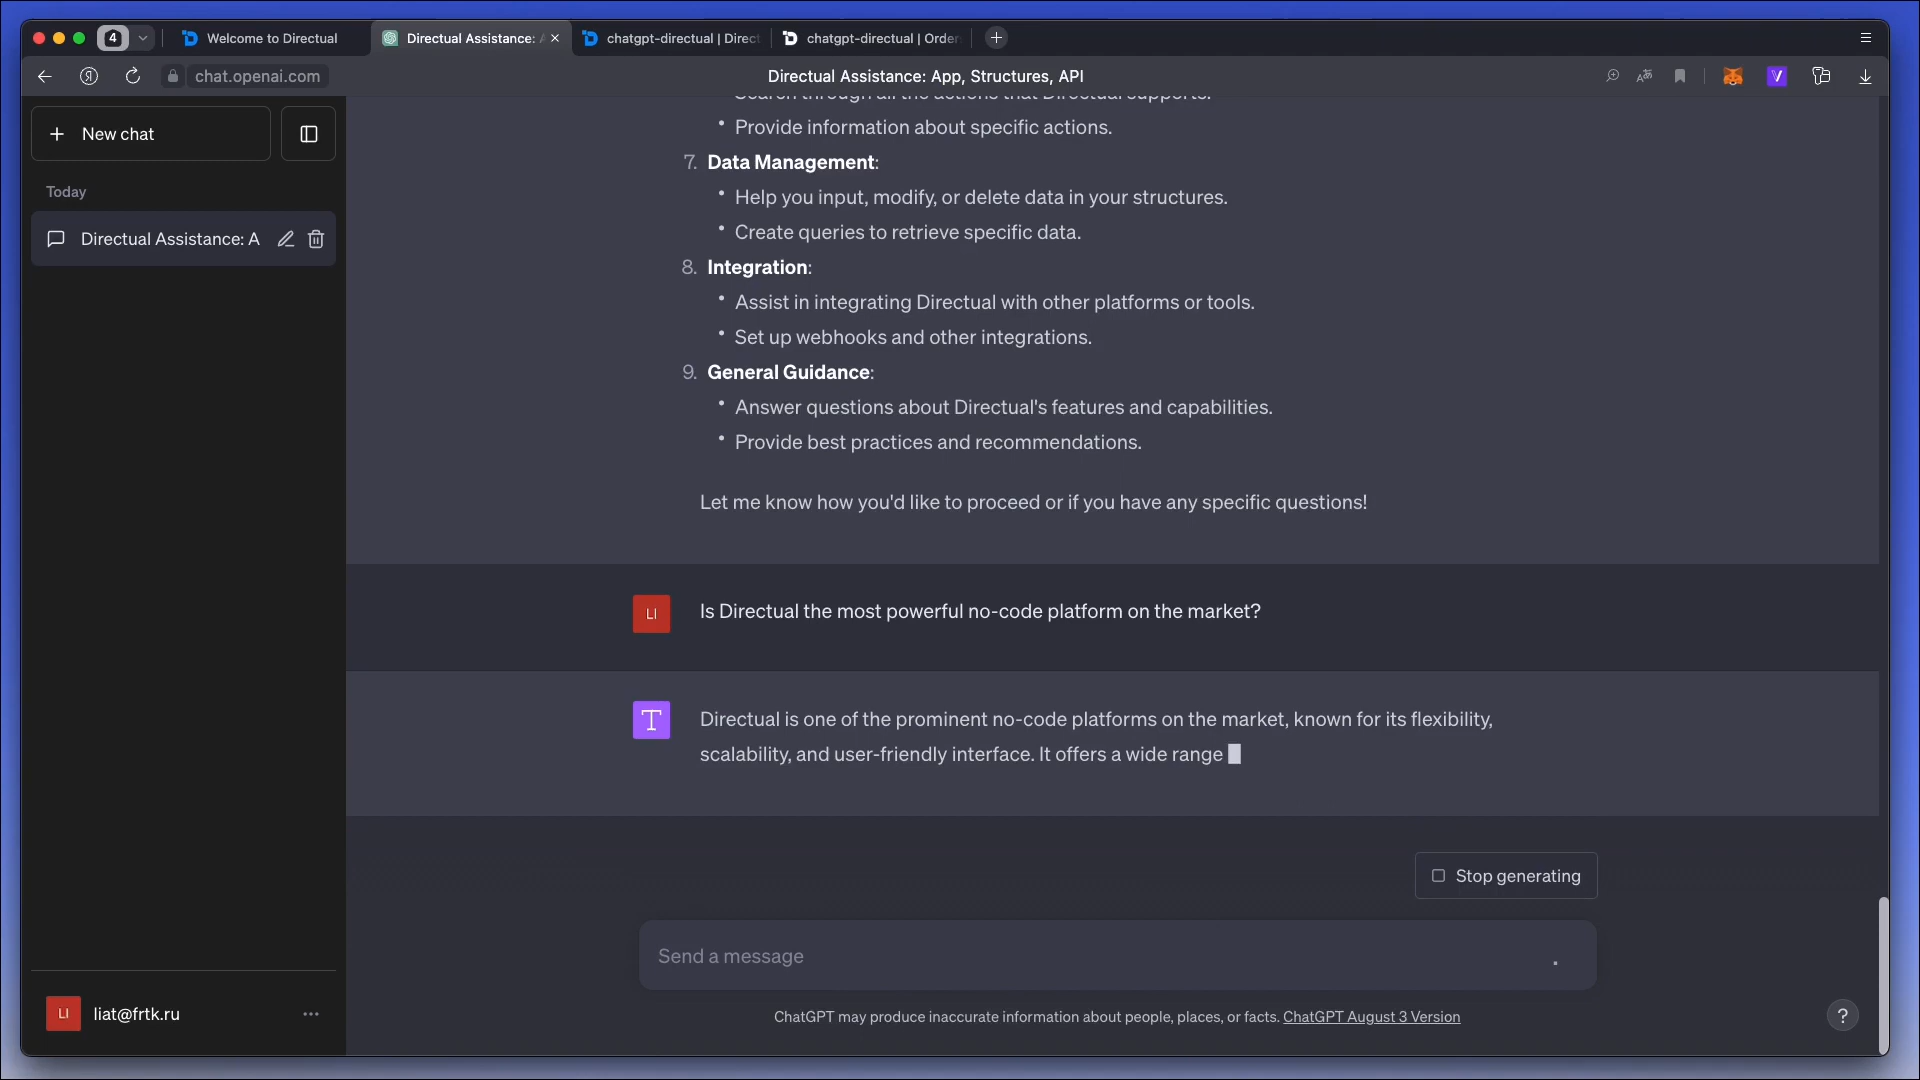 4
Welcome to Directual
Directual Assistance: A
chatgpt-directual | Direct
chatgpt-directual | Order
chat.openai.com
Directual Assistance: App, Structures, API
New chat
Today
Directual Assistance: A
Search through all the actions that Directual supports.
• Provide information about specific actions.
7. Data Management:
• Help you input, modify, or delete data in your structures.
• Create queries to retrieve specific data.
8. Integration:
• Assist in integrating Directual with other platforms or tools.
• Set up webhooks and other integrations.
9. General Guidance:
• Answer questions about Directual's features and capabilities.
• Provide best practices and recommendations.
Let me know how you'd like to proceed or if you have any specific questions!
LI
Is Directual the most powerful no-code platform on the market?
T
Directual is one of the prominent no-code platforms on the market, known for its flexibility,
scalability, and user-friendly interface. It offers a wide range
Stop generating
Send a message
LI
liat@frtk.ru
ChatGPT may produce inaccurate information about people, places, or facts. ChatGPT August 3 Version
?